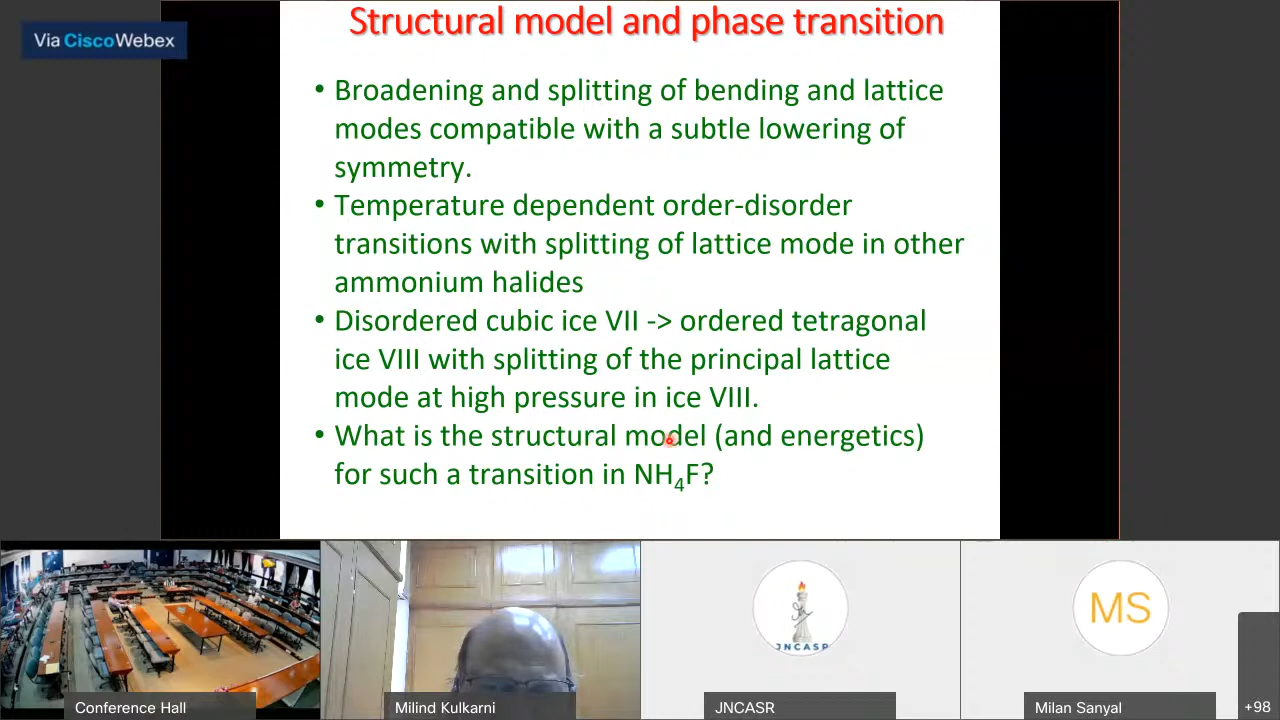 Structural model and phase transition
Via Cisco Webex
• Broadening and splitting of bending and lattice
modes compatible with a subtle lowering of
symmetry.
• Temperature dependent order-disorder
transitions with splitting of lattice mode in other
ammonium halides
• Disordered cubic ice VII -> ordered tetragonal
ice VIII with splitting of the principal lattice
mode at high pressure in ice VIII.
• What is the structural model (and energetics)
for such a transition in NH₄F?
JNCASR
MS
Conference Hall
Milind Kulkarni
JNCASR
Milan Sanyal
+98